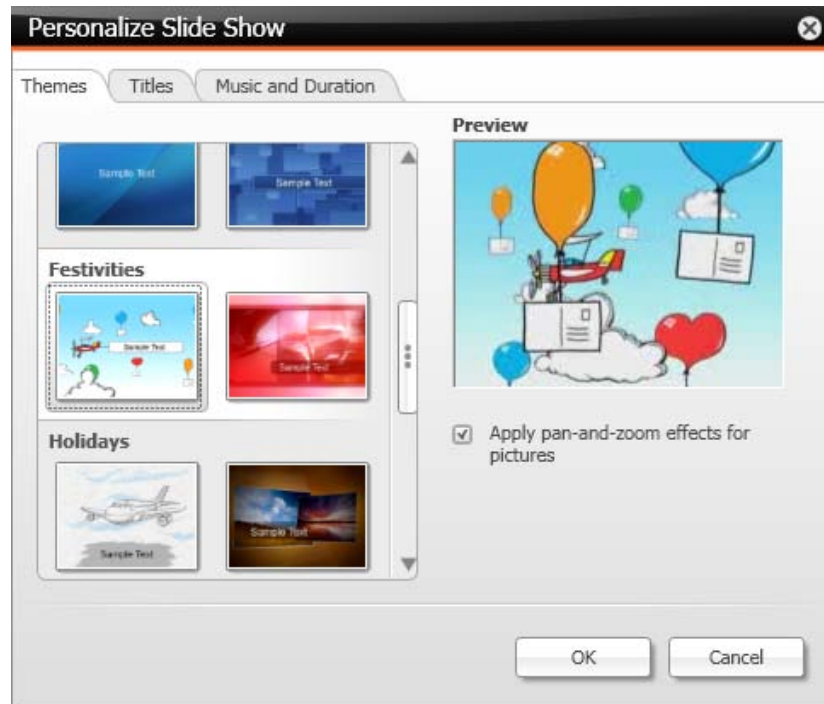 Personalize Slide Show
Themes
Titles
Music and Duration
Preview
Sample Text
Sample Text
Festivities
Sample Text
Sample Text
Apply pan-and-zoom effects for
pictures
Holidays
Sample Text
Sample Text
OK
Cancel